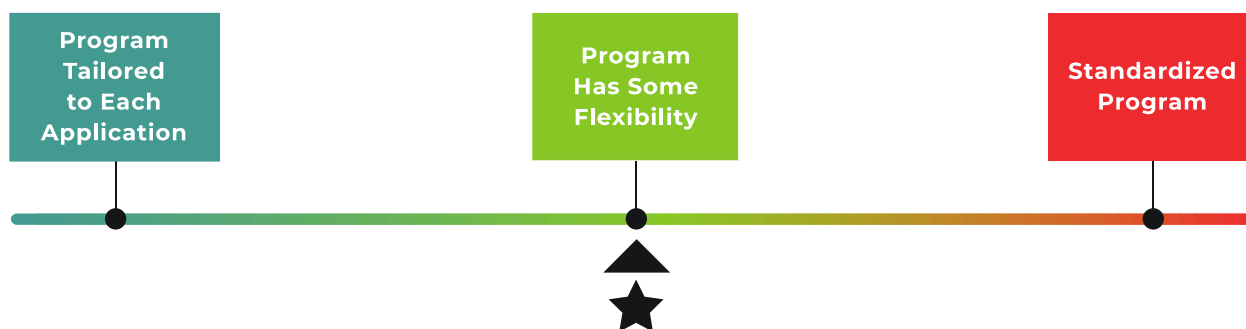 Program
Tailored
to Each
Application
Program
Has Some
Flexibility
Standardized
Program